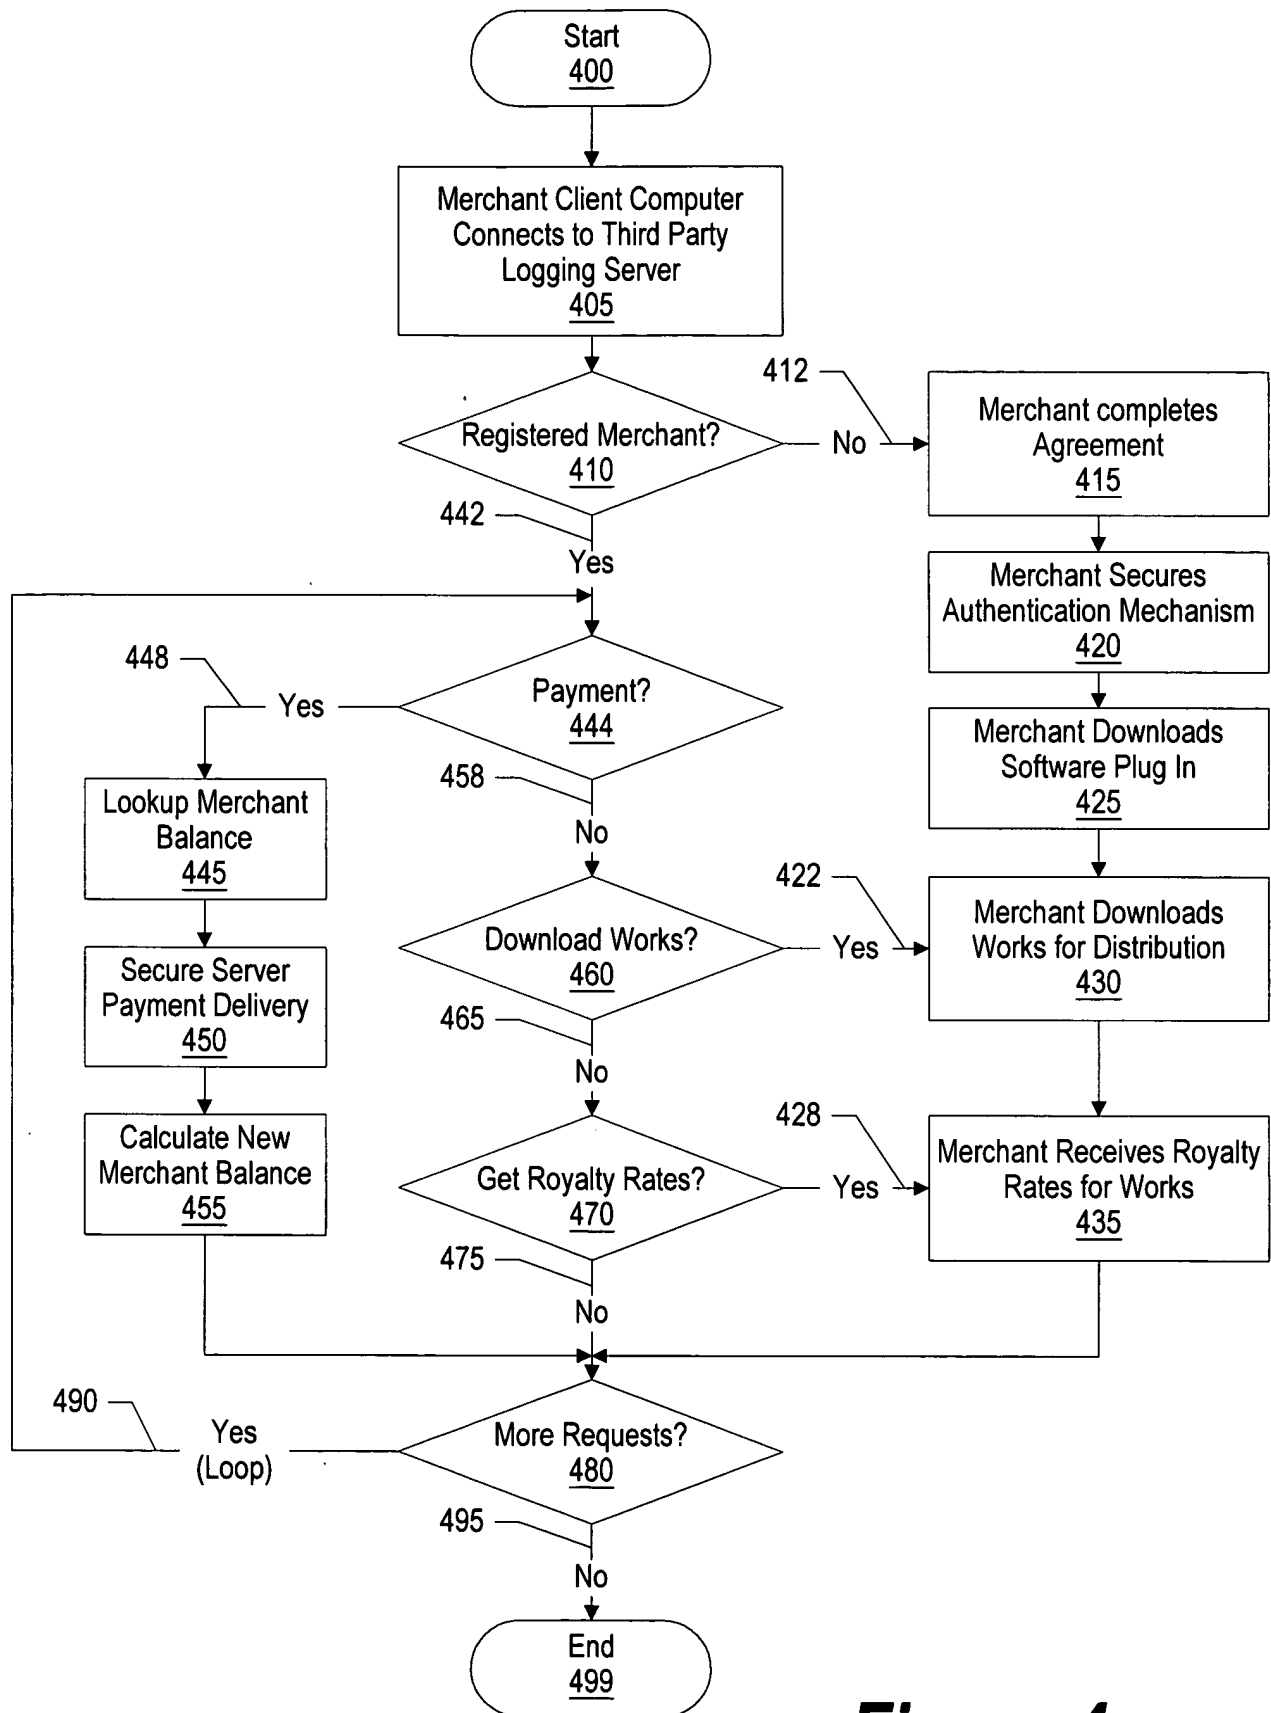 Start
400
Merchant Client Computer
Connects to Third Party
Logging Server
405
412
Registered Merchant?
410
No
Merchant completes
Agreement
415
442
Yes
Merchant Secures
Authentication Mechanism
420
448
Yes
Payment?
444
Merchant Downloads
Software Plug In
425
458
No
Lookup Merchant
Balance
445
422
Download Works?
460
Yes
Merchant Downloads
Works for Distribution
430
Secure Server
Payment Delivery
450
465
No
428
Calculate New
Merchant Balance
455
Get Royalty Rates?
470
Yes
Merchant Receives Royalty
Rates for Works
435
475
No
490
Yes
(Loop)
More Requests?
480
495
No
End
499